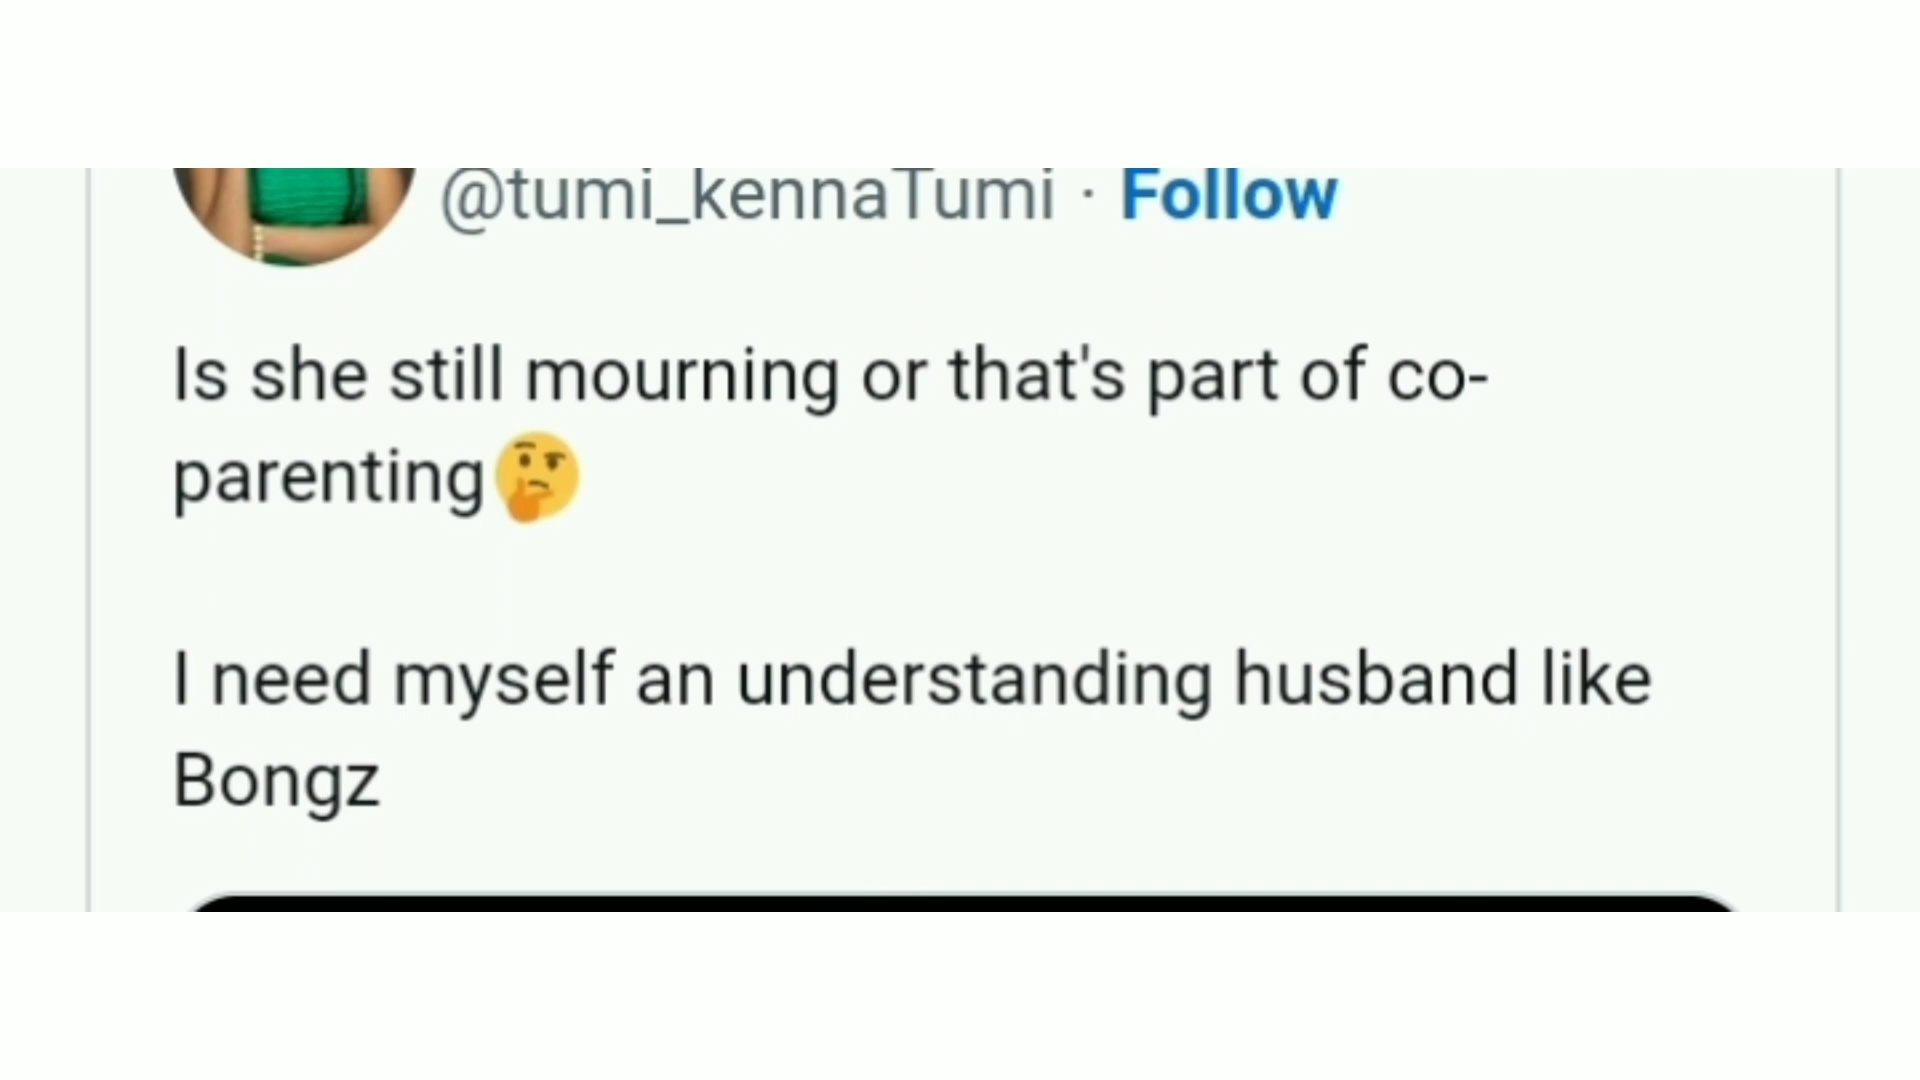 @tumi_kennaTumi · Follow
Is she still mourning or that's part of co-
parenting🤔
I need myself an understanding husband like
Bongz